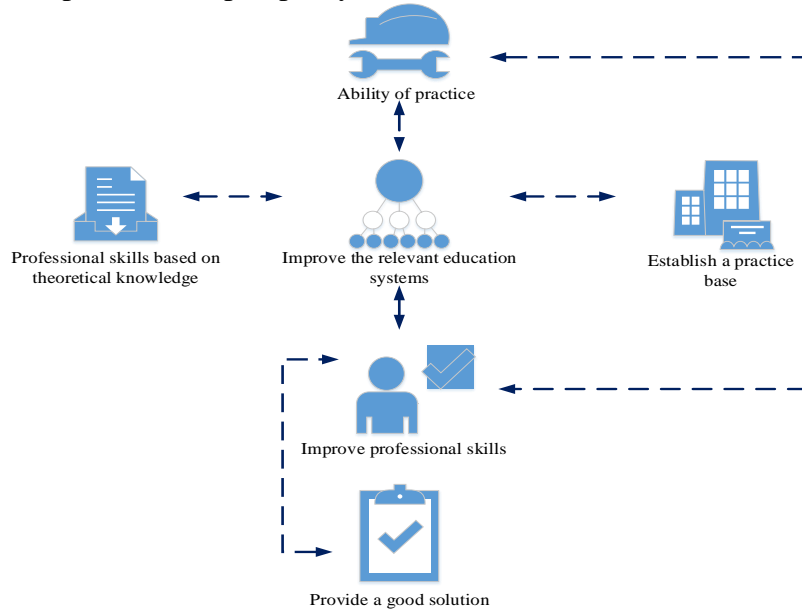 Ability of practice
Professional skills based on
theoretical knowledge
Improve the relevant education
systems
Establish a practice
base
Improve professional skills
Provide a good solution